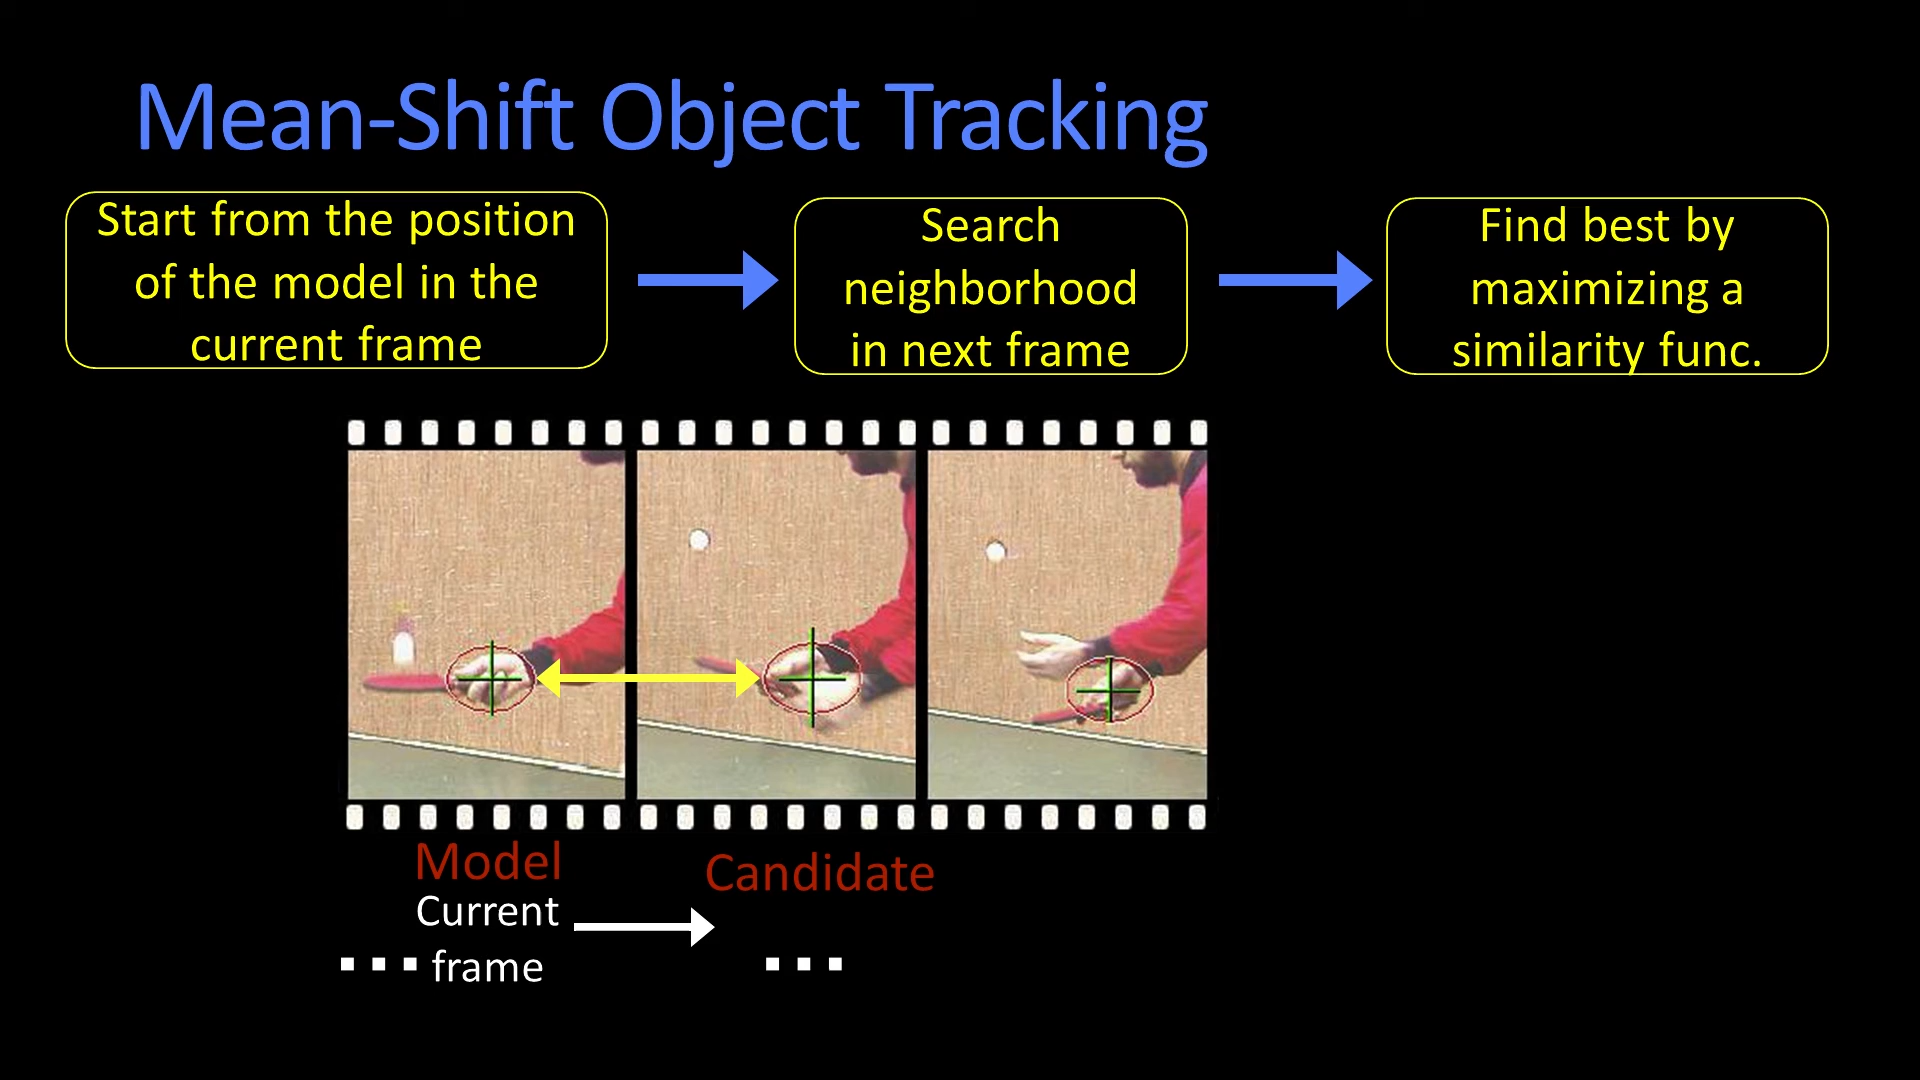 Mean-Shift Object Tracking
Start from the position
of the model in the
current frame
Search
neighborhood
in next frame
Find best by
maximizing a
similarity func.
Model
Candidate
Current
... frame
...